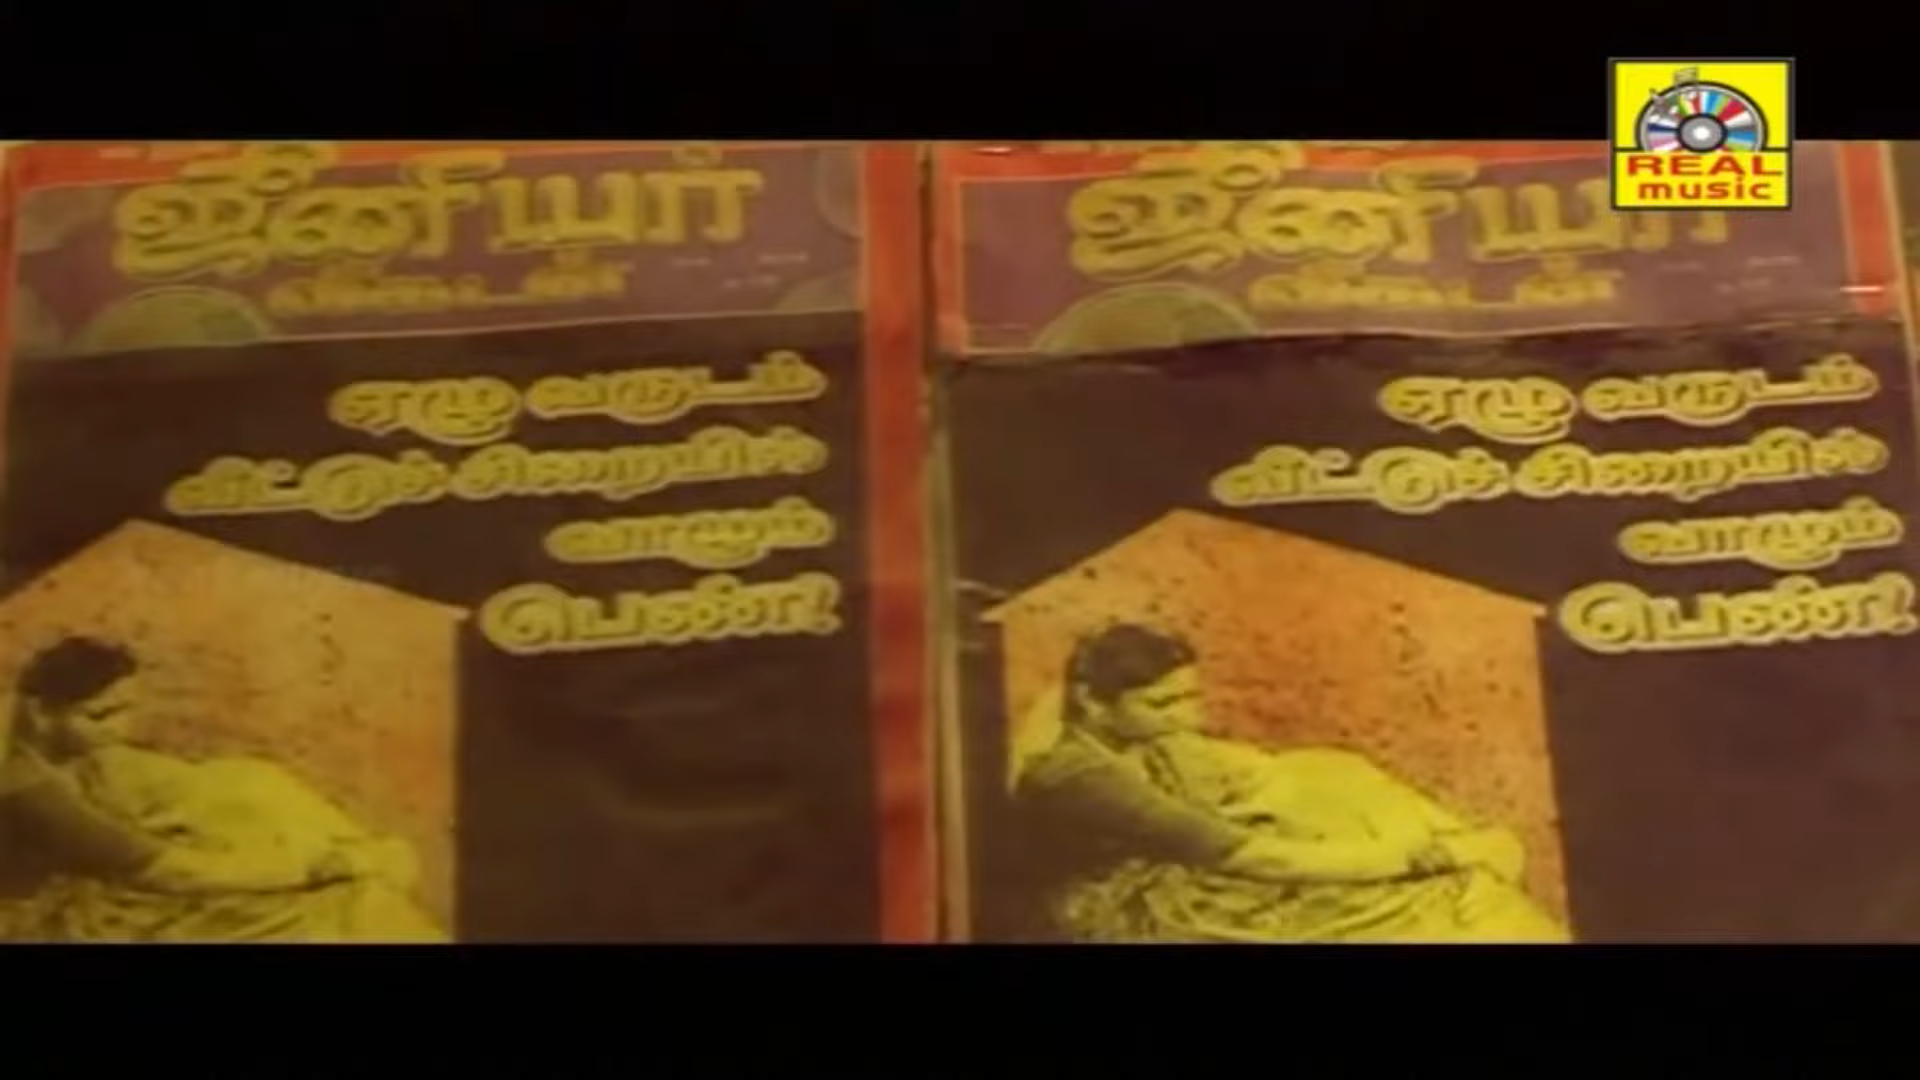 ஜூனியர்
விகடன்
ஏழு வருடம்
வீட்டுச் சிறையில்
வாழும்
பெண்!
ஜூனியர்
விகடன்
ஏழு வருடம்
வீட்டுச் சிறையில்
வாழும்
பெண்!
REAL
music